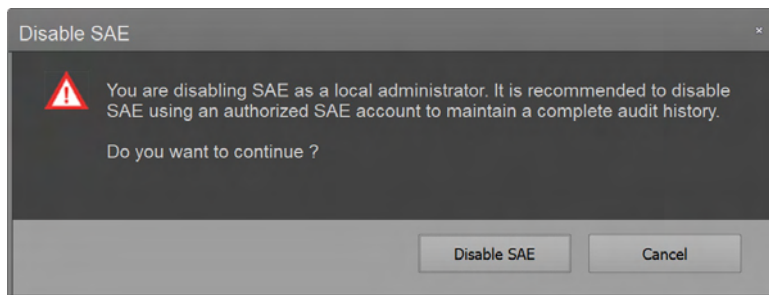 Disable SAE
You are disabling SAE as a local administrator. It is recommended to disable
SAE using an authorized SAE account to maintain a complete audit history.
Do you want to continue ?
Disable SAE
Cancel